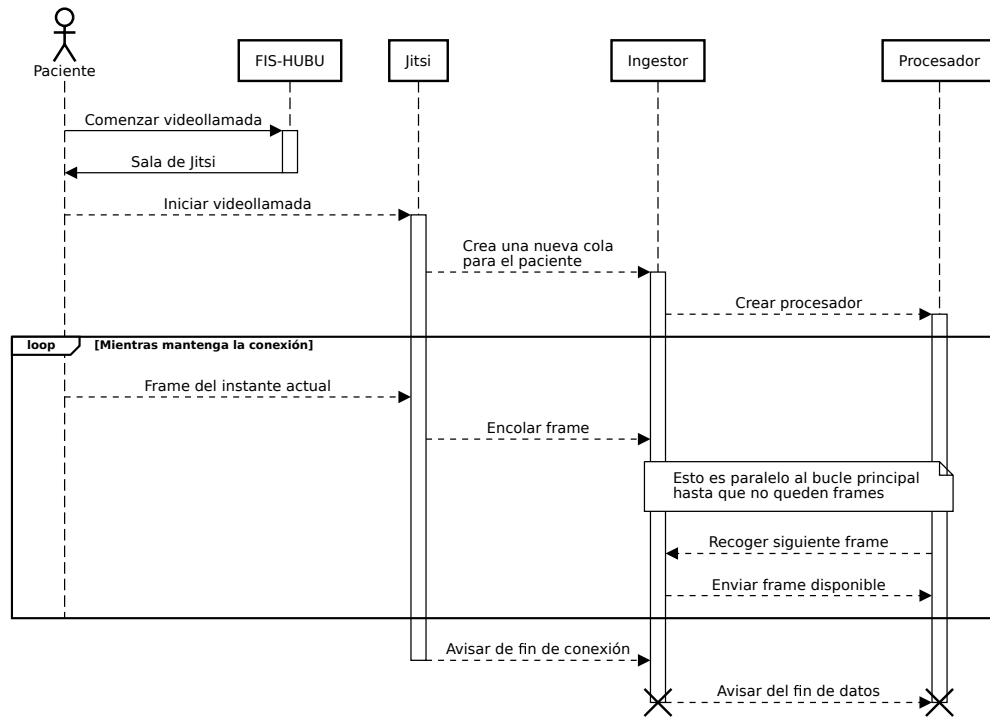 Paciente
FIS-HUBU
Jitsi
Ingestor
Procesador
Comenzar videollamada
Sala de Jitsi
Iniciar videollamada
Crea una nueva cola
para el paciente
Crear procesador
loop
[Mientras mantenga la conexión]
Frame del instante actual
Encolar frame
Esto es paralelo al bucle principal
hasta que no queden frames
Recoger siguiente frame
Enviar frame disponible
Avisar de fin de conexión
Avisar del fin de datos